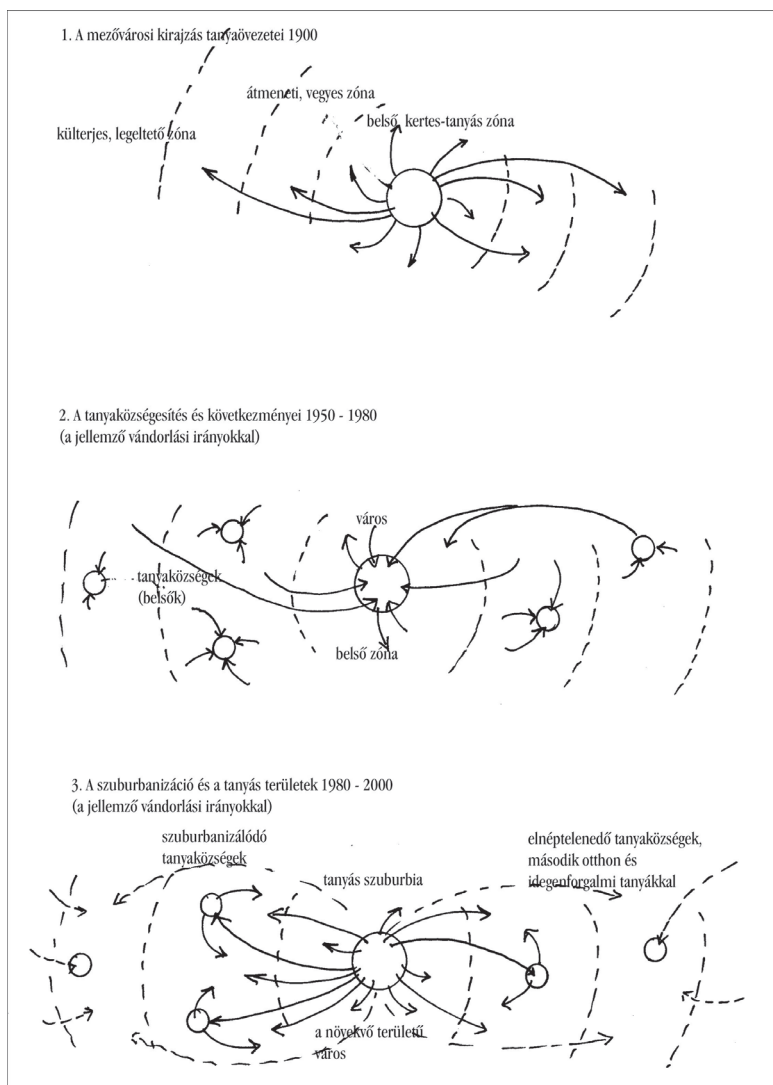 1. A mezővárosi kirajzás tanyaövezetei 1900
átmeneti, vegyes zóna
belső, kertes-tanyás zóna
külterjes, legeltető zóna
2. A tanyaközségesítés és következményei 1950 - 1980
(a jellemző vándorlási irányokkal)
város
tanyaközségek
(belsők)
belső zóna
3. A szuburbanizáció és a tanyás területek 1980 - 2000
(a jellemző vándorlási irányokkal)
szuburbanizálódó
tanyaközségek
tanyás szuburbia
elnéptelenedő tanyaközségek,
második otthon és
idegenforgalmi tanyákkal
a növekvő területű
város